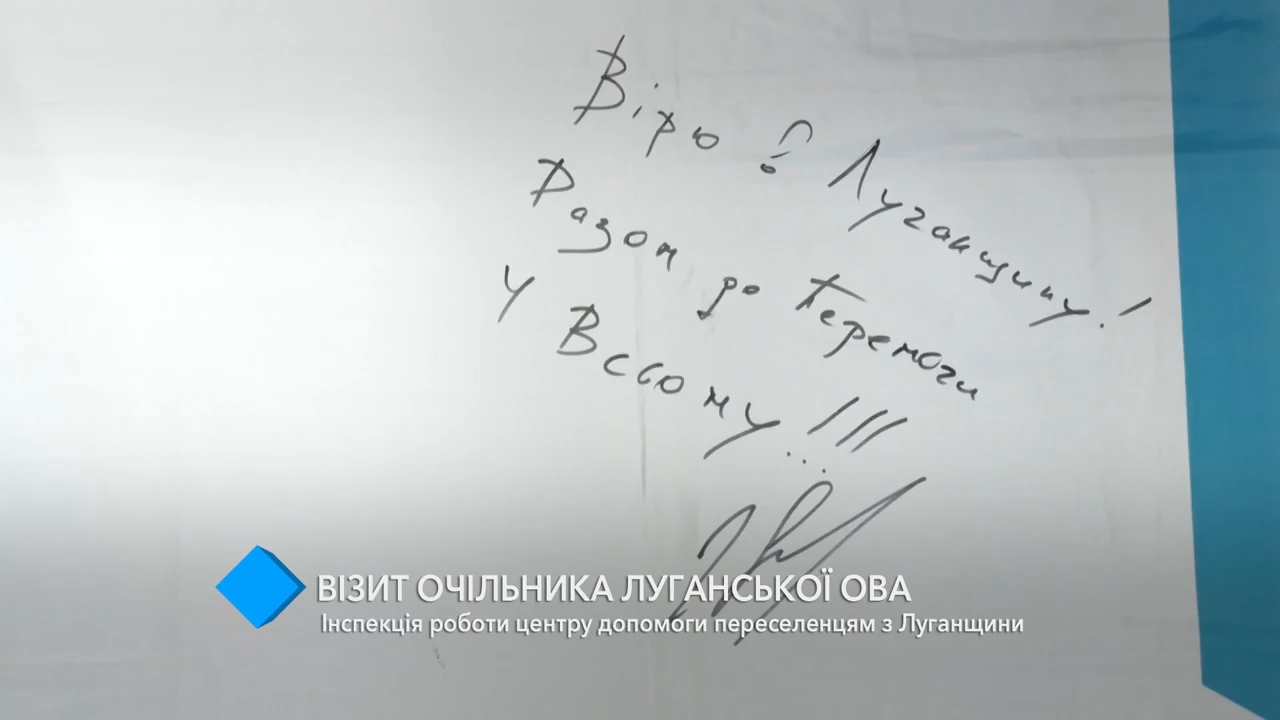 Вірю в Луганщину!
Разом до Перемоги
У Всьому!!!
ВІЗИТ ОЧІЛЬНИКА ЛУГАНСЬКОЇ ОВА
Інспекція роботи центру допомоги переселенцям з Луганщини